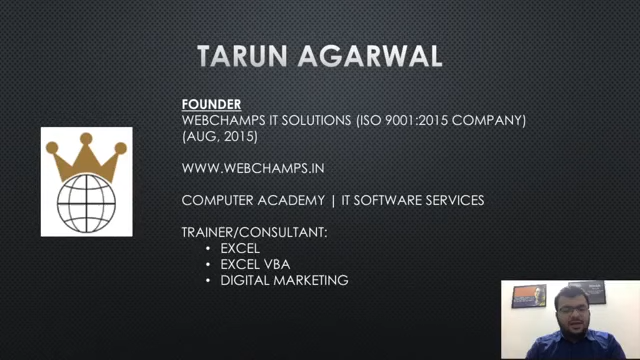 TARUN AGARWAL
FOUNDER
WEBCHAMPS IT SOLUTIONS (ISO 9001:2015 COMPANY)
(AUG, 2015)
WWW.WEBCHAMPS.IN
COMPUTER ACADEMY | IT SOFTWARE SERVICES
TRAINER/CONSULTANT:
• EXCEL
• EXCEL VBA
• DIGITAL MARKETING